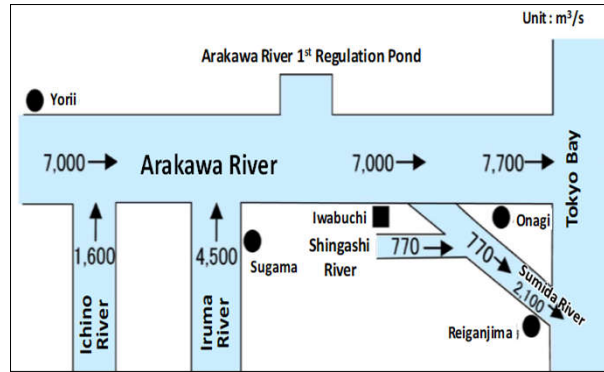 Unit : m³/s
Arakawa River 1st Regulation Pond
Yorii
7,000
Arakawa River
7,000
7,700
Tokyo Bay
Iwabuchi
Onagi
Shingashi
River
770
770
Sumida River
2,100
1,600
4,500
Sugama
Ichino
River
Iruma
River
Reiganjima